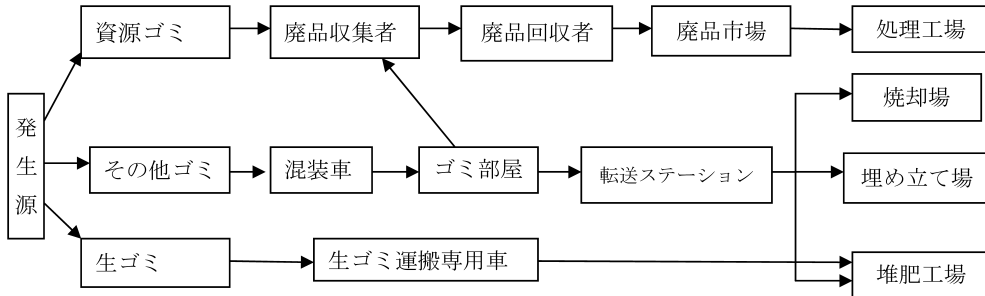 資源ゴミ
廃品収集者
廃品回収者
廃品市場
処理工場
焼却場
発生源
その他ゴミ
混装車
ゴミ部屋
転送ステーション
埋め立て場
生ゴミ
生ゴミ運搬専用車
堆肥工場